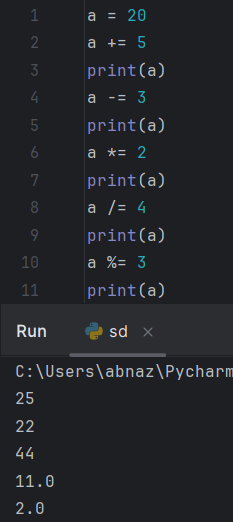 1 a = 20
2 a += 5
3 print(a)
4 a -= 3
5 print(a)
6 a *= 2
7 print(a)
8 a /= 4
9 print(a)
10 a %= 3
11 print(a)
Run sd ×
C:\Users\abnaz\Pycharm
25
22
44
11.0
2.0